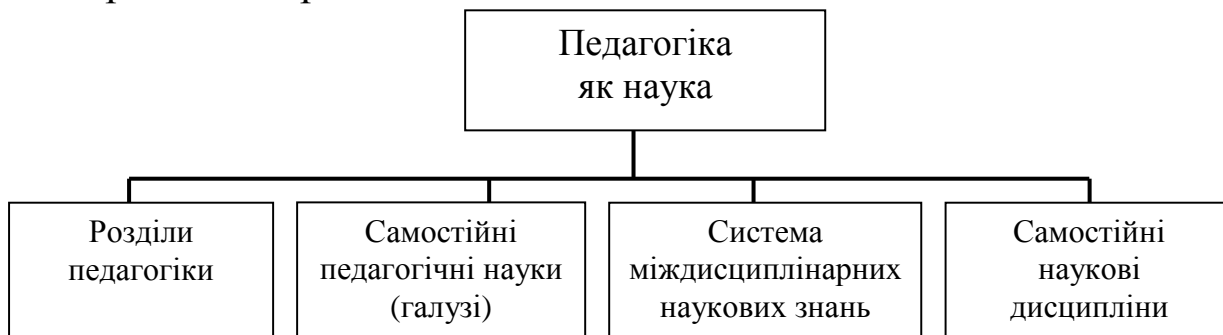 Педагогіка
як наука
Розділи
педагогіки
Самостійні
педагогічні науки
(галузі)
Система
міждисциплінарних
наукових знань
Самостійні
наукові
дисципліни